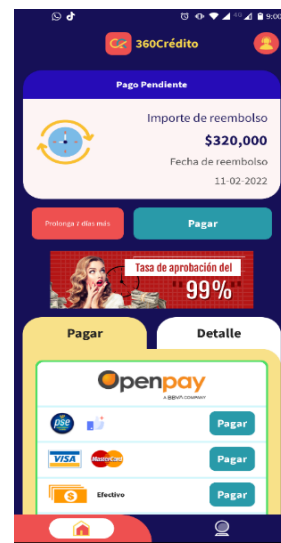 9:00
360Crédito
Pago Pendiente
Importe de reembolso
$320,000
Fecha de reembolso
11-02-2022
Prolonga 7 días más
Pagar
Tasa de aprobación del
99%
Pagar
Detalle
Openpay
A BBVA COMPANY
pse
Pagar
VISA
MasterCard
Pagar
Efectivo
Pagar